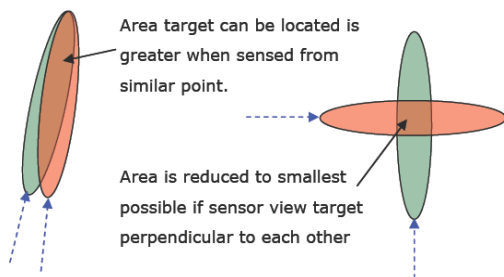 Area target can be located is
greater when sensed from
similar point.
Area is reduced to smallest
possible if sensor view target
perpendicular to each other